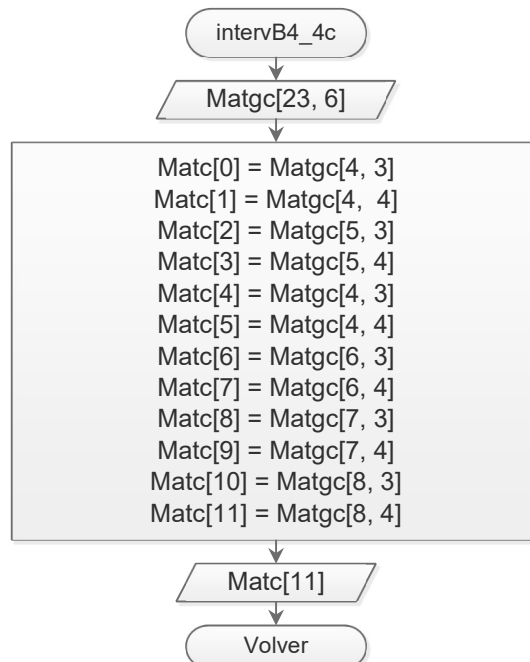 intervB4_4c
Matgc[23, 6]
Matc[0] = Matgc[4, 3]
Matc[1] = Matgc[4,  4]
Matc[2] = Matgc[5, 3]
Matc[3] = Matgc[5, 4]
Matc[4] = Matgc[4, 3]
Matc[5] = Matgc[4, 4]
Matc[6] = Matgc[6, 3]
Matc[7] = Matgc[6, 4]
Matc[8] = Matgc[7, 3]
Matc[9] = Matgc[7, 4]
Matc[10] = Matgc[8, 3]
Matc[11] = Matgc[8, 4]
Matc[11]
Volver